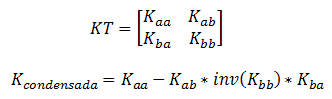 KT = [K_aa K_ab
K_ba K_bb]
K_condensada = K_aa − K_ab * inv(K_bb) * K_ba